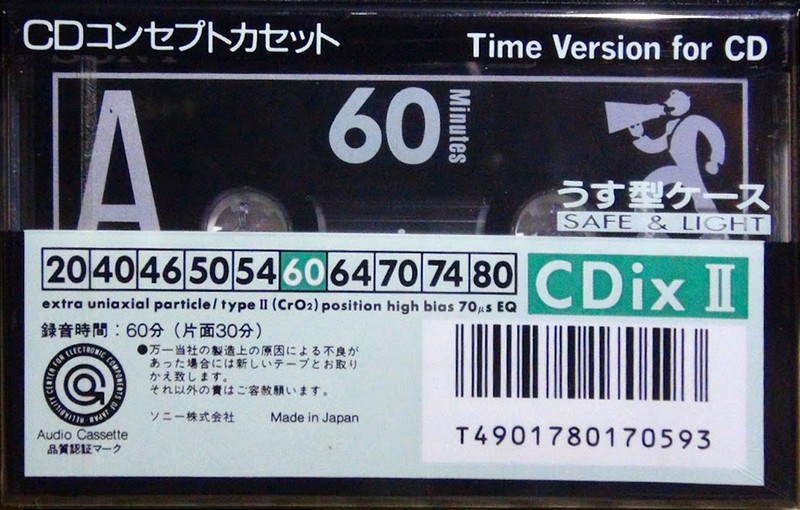 CDコンセプトカセット
Time Version for CD
A
60 Minutes
うす型ケース
SAFE & LIGHT
20 40 46 50 54 60 64 70 74 80
CDix II
extra uniaxial particle/type II (CrO2) position high bias 70μs EQ
録音時間：60分（片面30分）
●万一当社の製造上の原因による不良が
あった場合には新しいテープとお取り
かえ致します。
それ以外の責はご容赦願います。
ソニー株式会社 Made in Japan
RELIABILITY CENTER FOR ELECTRONIC COMPONENTS OF JAPAN
Audio Cassette
品質認証マーク
T4901780170593